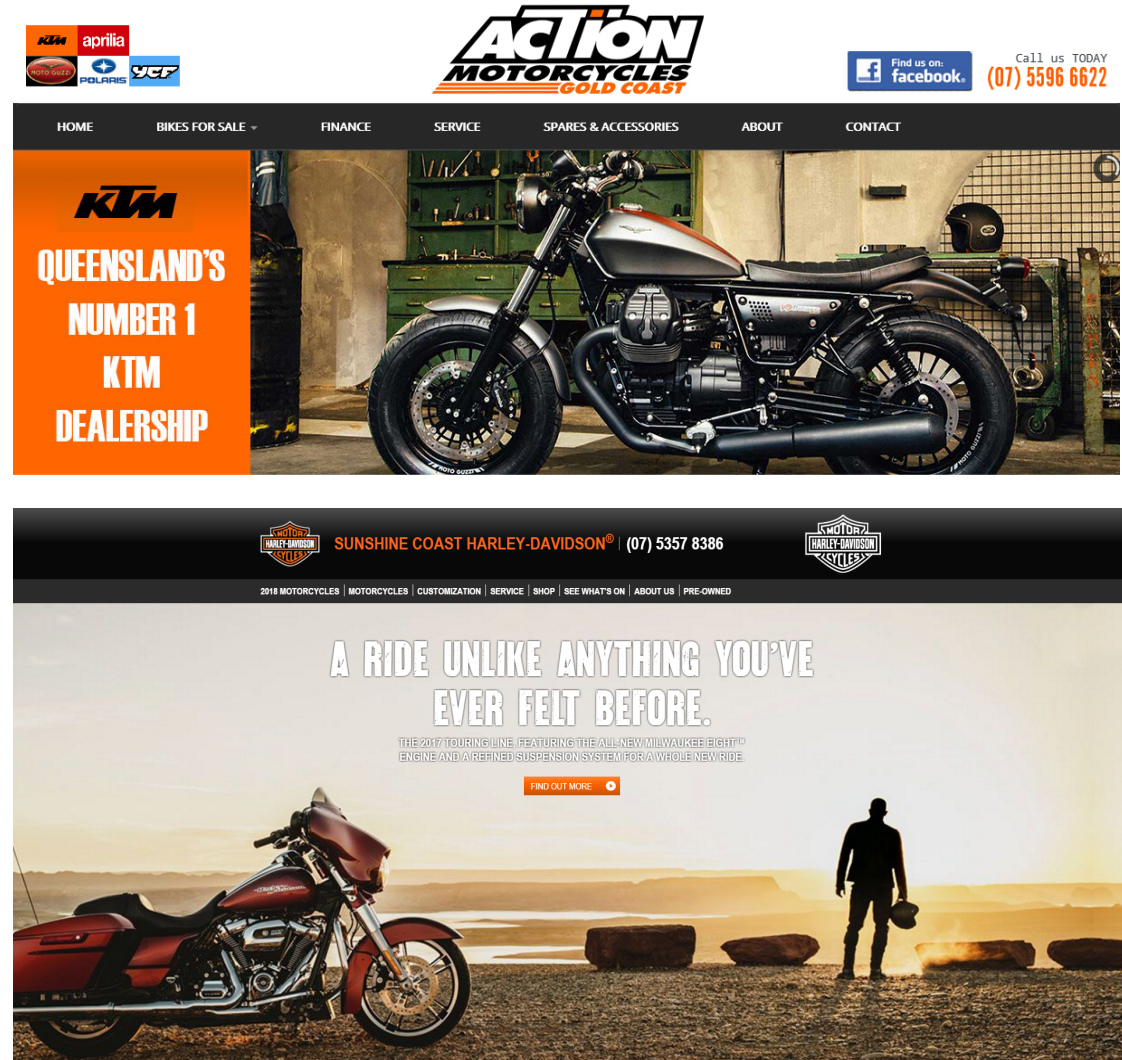 KTM
aprilia
MOTO GUZZI
POLARIS
YCF
ACTION
MOTORCYCLES
GOLD COAST
Find us on:
facebook®
Call us TODAY
(07) 5596 6622
HOME BIKES FOR SALE FINANCE SERVICE SPARES & ACCESSORIES ABOUT CONTACT
KTM
QUEENSLAND'S
NUMBER 1
KTM
DEALERSHIP
MOTO GUZZI
MOTO GUZZI
MOTOR
HARLEY-DAVIDSON
CYCLES
SUNSHINE COAST HARLEY-DAVIDSON® | (07) 5357 8386
MOTOR
HARLEY-DAVIDSON
CYCLES
2018 MOTORCYCLES | MOTORCYCLES | CUSTOMIZATION | SERVICE | SHOP | SEE WHAT'S ON | ABOUT US | PRE-OWNED
A RIDE UNLIKE ANYTHING YOU'VE
EVER FELT BEFORE.
THE 2017 TOURING LINE, FEATURING THE ALL-NEW MILWAUKEE EIGHT™
ENGINE AND A REFINED SUSPENSION SYSTEM FOR A WHOLE NEW RIDE.
FIND OUT MORE